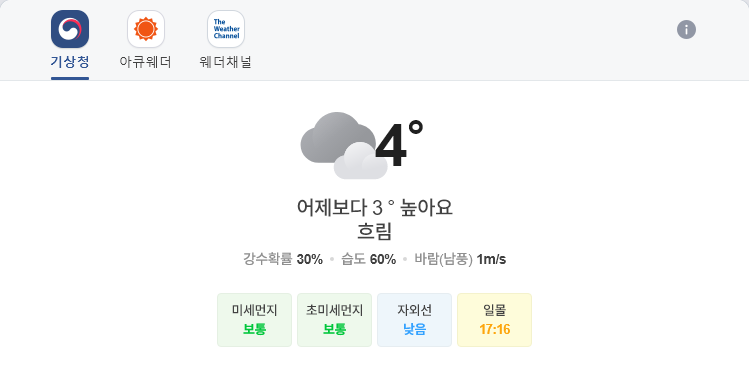 The
Weather
Channel
기상청 아큐웨더 웨더채널
i
4°
어제보다 3 ° 높아요
흐림
강수확률 30% • 습도 60% • 바람(남풍) 1m/s
미세먼지 초미세먼지 자외선 일몰
보통 보통 낮음 17:16